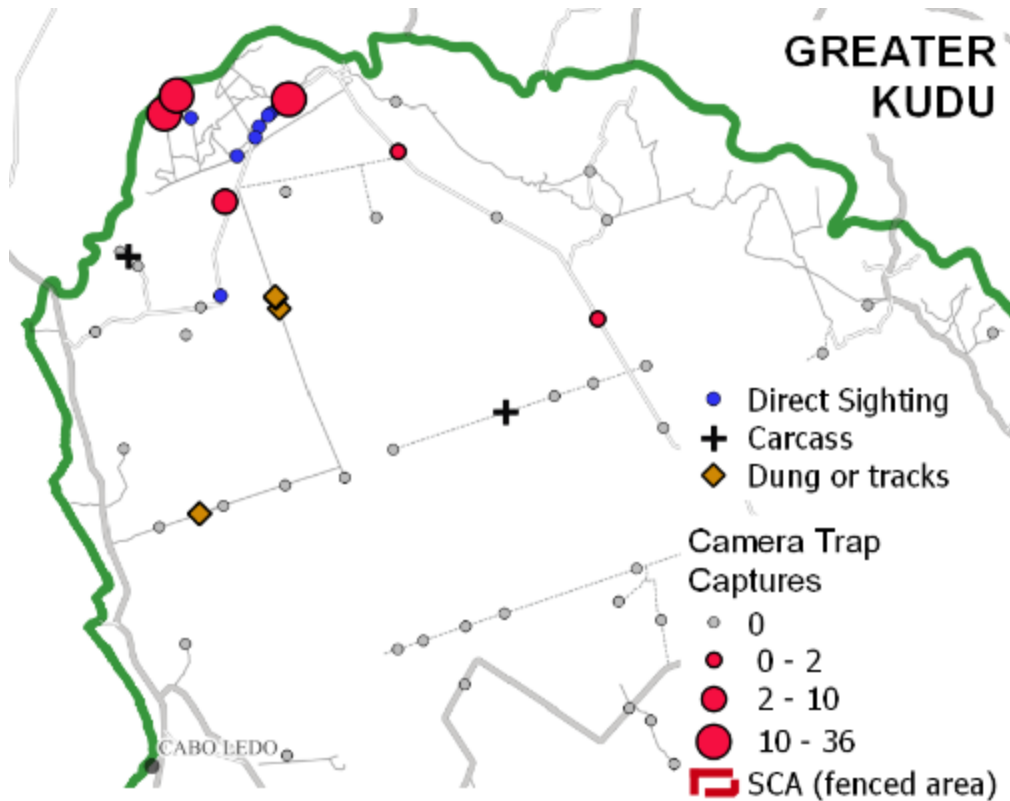 GREATER
KUDU
Direct Sighting
Carcass
Dung or tracks
Camera Trap
Captures
0
0 - 2
2 - 10
10 - 36
SCA (fenced area)
CABO LEDO